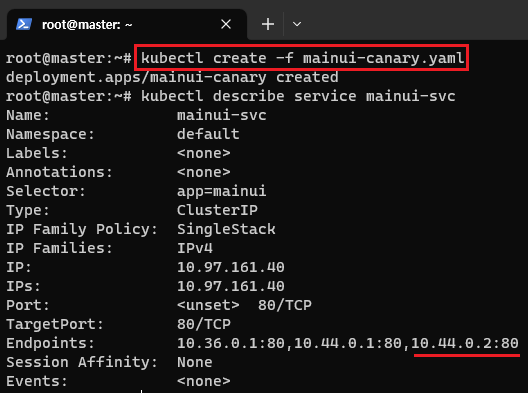 root@master: ~
root@master:~# kubectl create -f mainui-canary.yaml
deployment.apps/mainui-canary created
root@master:~# kubectl describe service mainui-svc
Name:              mainui-svc
Namespace:         default
Labels:            <none>
Annotations:       <none>
Selector:          app=mainui
Type:              ClusterIP
IP Family Policy:  SingleStack
IP Families:       IPv4
IP:                10.97.161.40
IPs:               10.97.161.40
Port:              <unset>  80/TCP
TargetPort:        80/TCP
Endpoints:         10.36.0.1:80,10.44.0.1:80,10.44.0.2:80
Session Affinity:  None
Events:            <none>